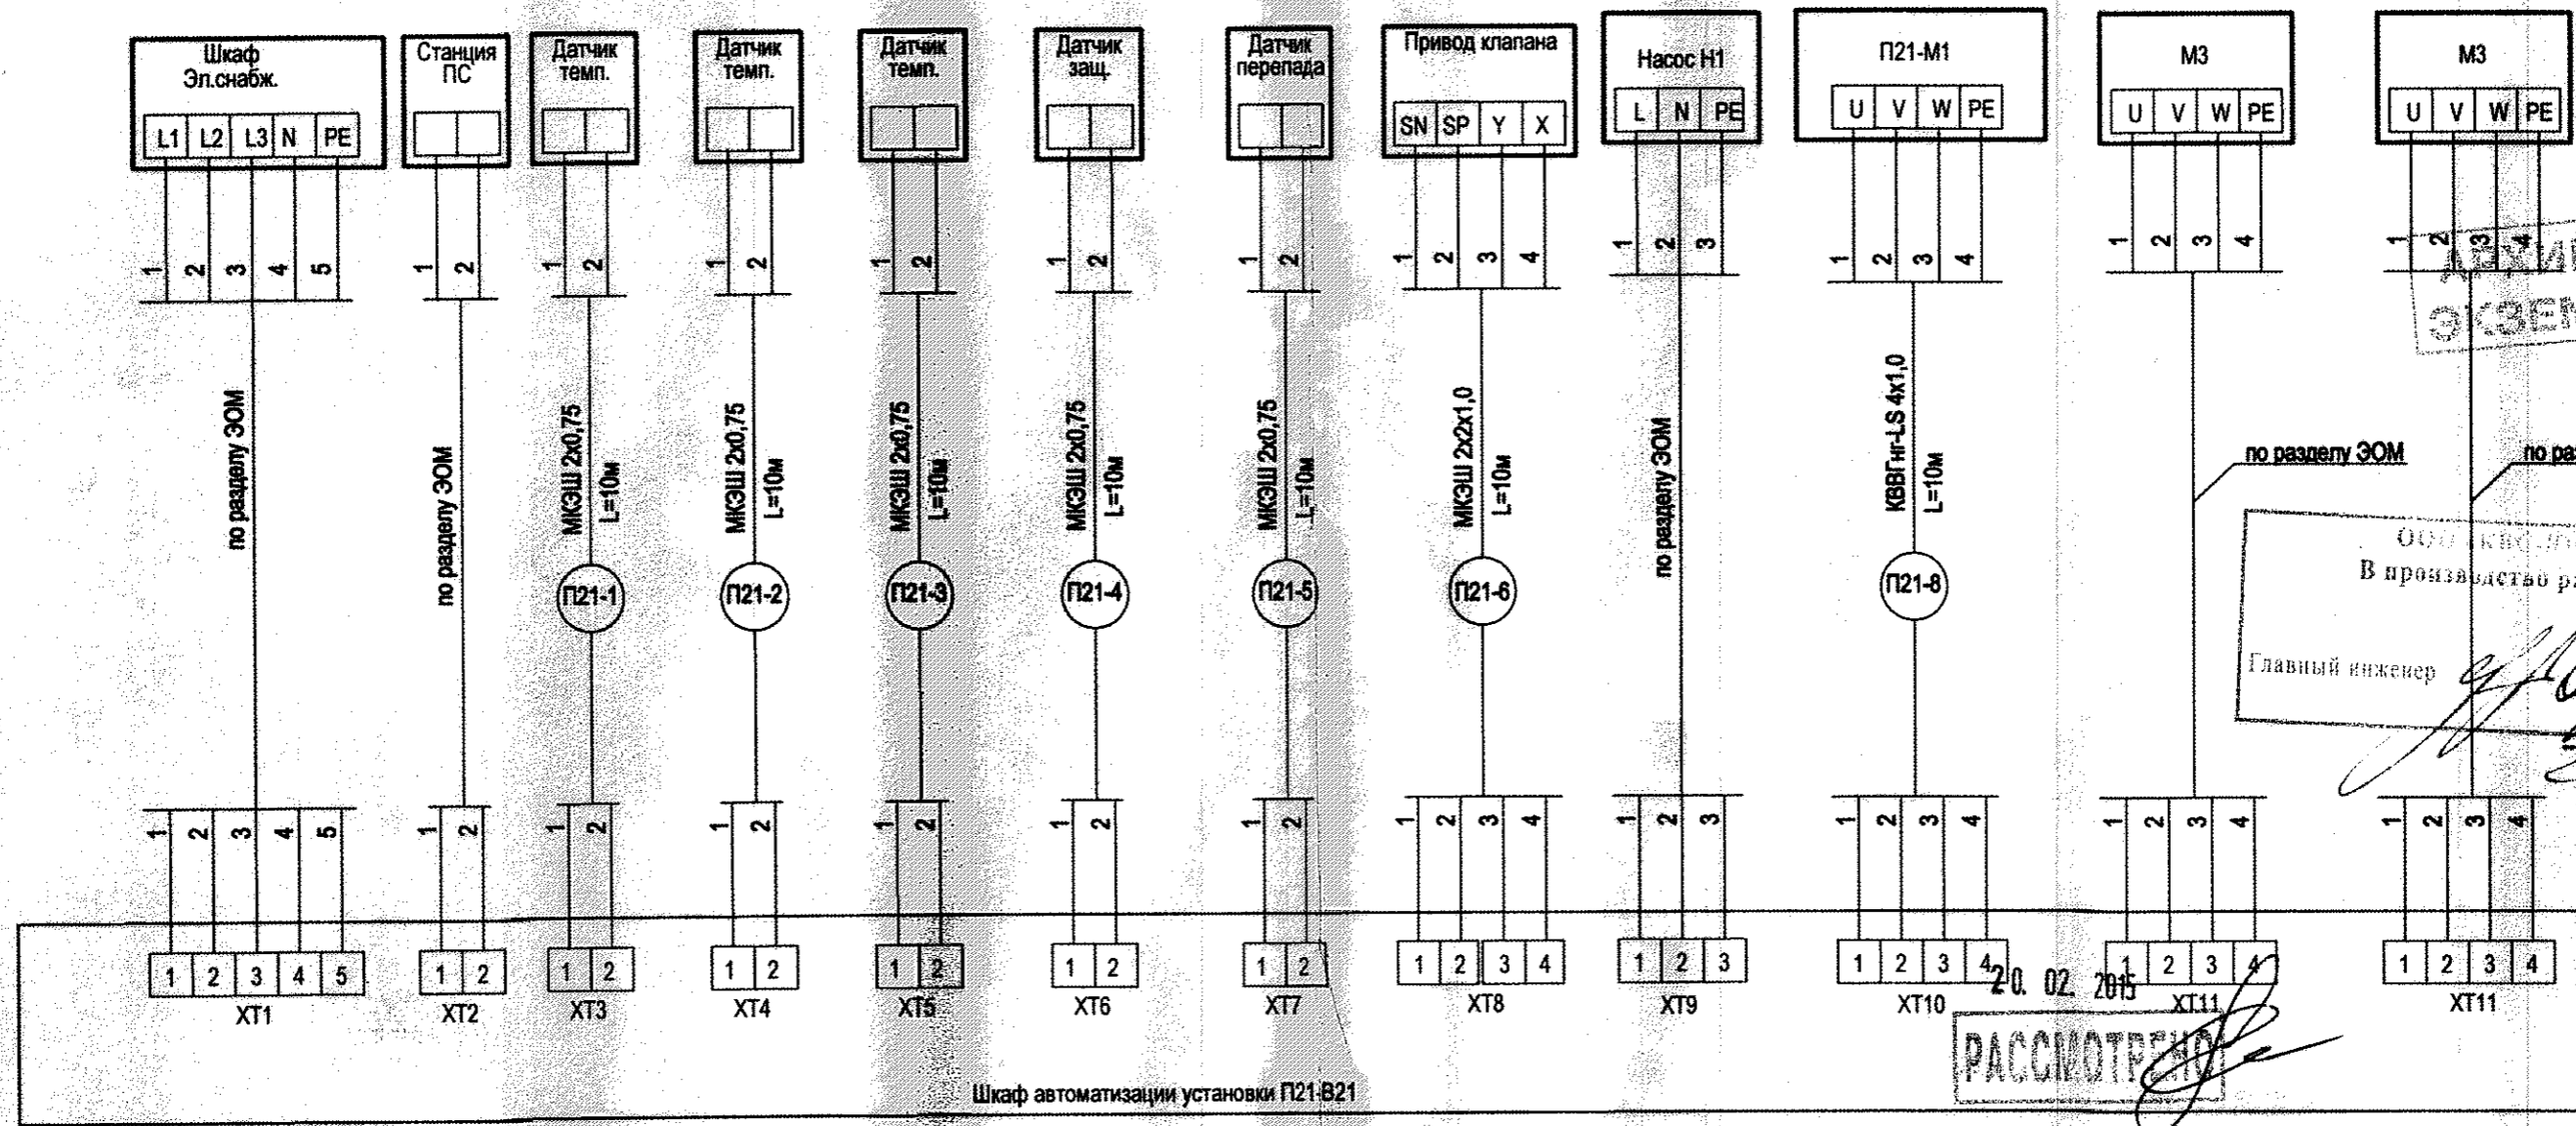 Шкаф
Эл.снабж.
L1 L2 L3 N PE
Станция
ПС
Датчик
темп.
Датчик
темп.
Датчик
темп.
Датчик
защ.
Датчик
перепада
Привод клапана
SN SP Y X
Насос Н1
L N PE
П21-М1
U V W PE
М3
U V W PE
М3
U V W PE
1 2 3 4 5
1 2
1 2
1 2
1 2
1 2
1 2
1 2 3 4
1 2 3
1 2 3 4
1 2 3 4
1 2 3 4
по разделу ЭОМ
по разделу ЭОМ
МКЭШ 2х0,75
L=10м
МКЭШ 2х0,75
L=10м
МКЭШ 2х0,75
L=10м
МКЭШ 2х0,75
L=10м
МКЭШ 2х0,75
L=10м
МКЭШ 2х2х1,0
L=10м
по разделу ЭОМ
КВВГнг-LS 4х1,0
L=10м
по разделу ЭОМ
по раз
ООО
В производство ра
Главный инженер
П21-1
П21-2
П21-3
П21-4
П21-5
П21-6
П21-8
1 2 3 4 5
1 2
1 2
1 2
1 2
1 2
1 2
1 2 3 4
1 2 3
1 2 3 4
1 2 3 4
1 2 3 4
1 2 3 4 5
XT1
1 2
XT2
1 2
XT3
1 2
XT4
1 2
XT5
1 2
XT6
1 2
XT7
1 2 3 4
XT8
1 2 3
XT9
1 2 3 4
XT10
1 2 3 4
XT11
1 2 3 4
XT11
20. 02. 2015
РАССМОТРЕНО
Шкаф автоматизации установки П21-В21